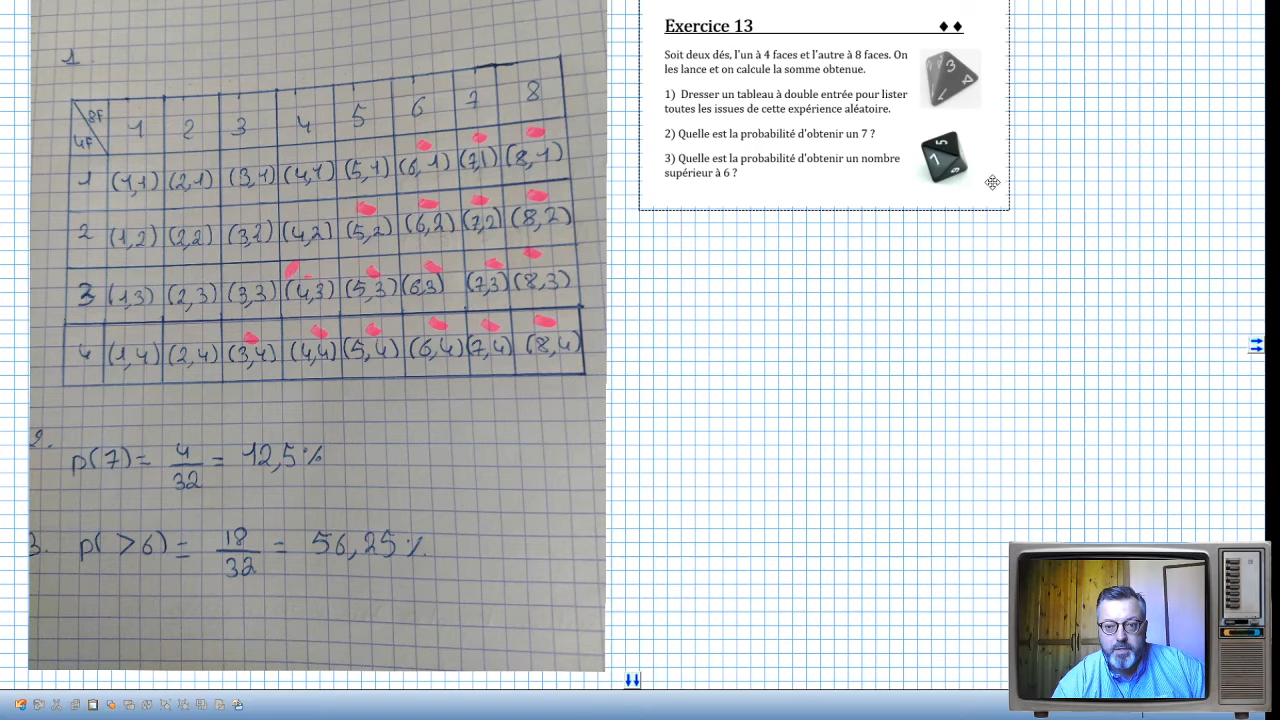 1.
8F
4F
1 2 3 4 5 6 7 8
1 (1,1) (2,1) (3,1) (4,1) (5,1) (6,1) (7,1) (8,1)
2 (1,2) (2,2) (3,2) (4,2) (5,2) (6,2) (7,2) (8,2)
3 (1,3) (2,3) (3,3) (4,3) (5,3) (6,3) (7,3) (8,3)
4 (1,4) (2,4) (3,4) (4,4) (5,4) (6,4) (7,4) (8,4)
2.
p(7) = 4/32 = 12,5%
3. p( >6) = 18/32 = 56,25%
Exercice 13 ♦♦
Soit deux dés, l'un à 4 faces et l'autre à 8 faces. On
les lance et on calcule la somme obtenue.
1) Dresser un tableau à double entrée pour lister
toutes les issues de cette expérience aléatoire.
2) Quelle est la probabilité d'obtenir un 7 ?
3) Quelle est la probabilité d'obtenir un nombre
supérieur à 6 ?
3
4
5
7